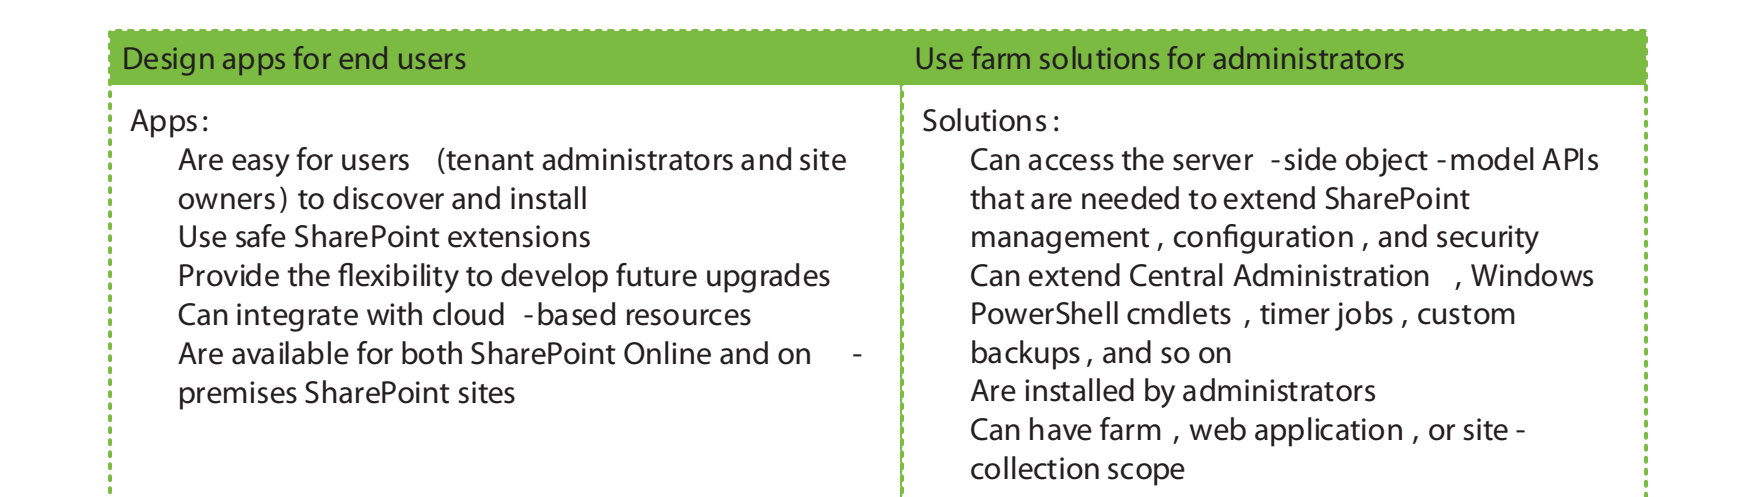 Design apps for end users
Use farm solutions for administrators
Apps:
Are easy for users (tenant administrators and site
owners) to discover and install
Use safe SharePoint extensions
Provide the flexibility to develop future upgrades
Can integrate with cloud -based resources
Are available for both SharePoint Online and on -
premises SharePoint sites
Solutions:
Can access the server -side object -model APIs
that are needed to extend SharePoint
management , configuration , and security
Can extend Central Administration , Windows
PowerShell cmdlets , timer jobs , custom
backups , and so on
Are installed by administrators
Can have farm , web application , or site -
collection scope